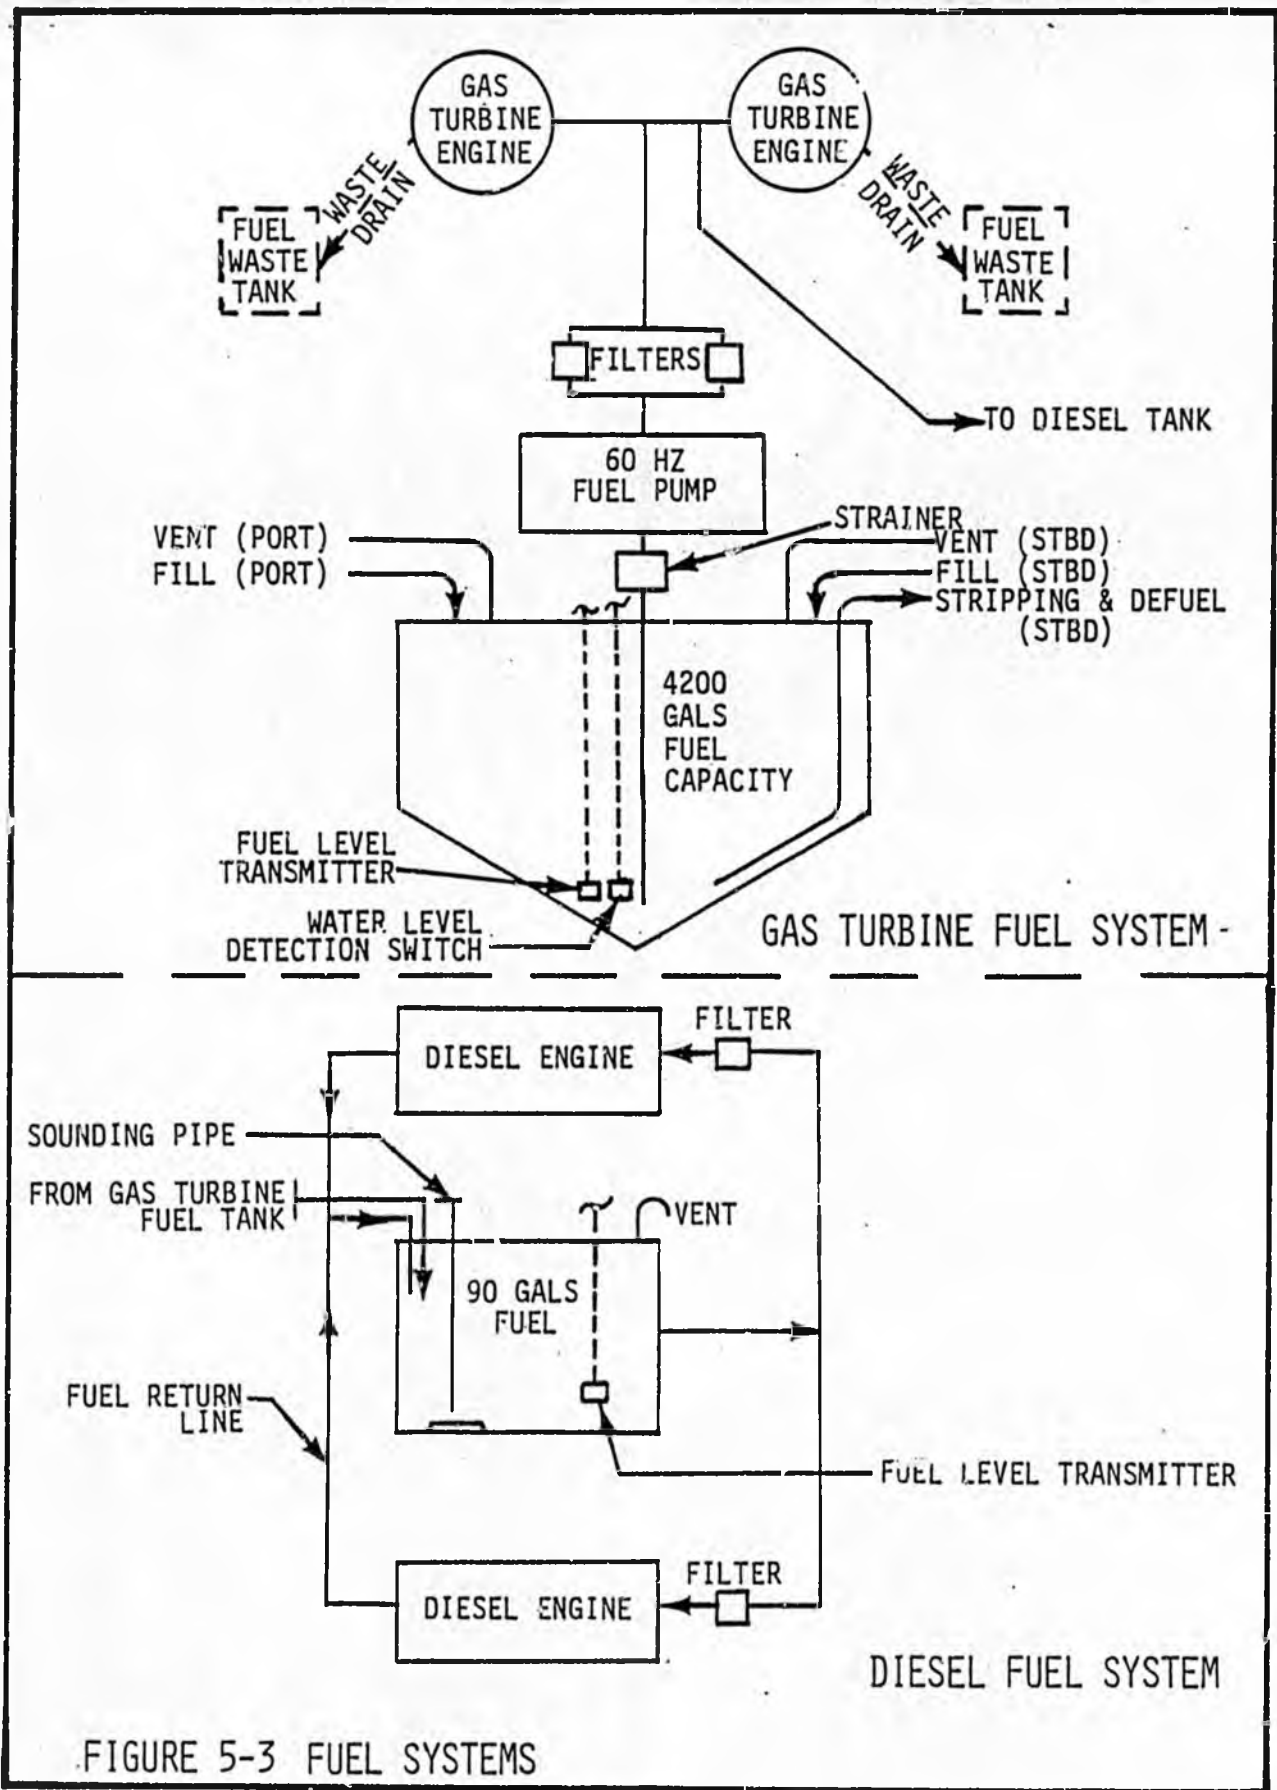 GAS
TURBINE
ENGINE
GAS
TURBINE
ENGINE
WASTE
DRAIN
WASTE
DRAIN
FUEL
WASTE
TANK
FUEL
WASTE
TANK
FILTERS
TO DIESEL TANK
60 HZ
FUEL PUMP
STRAINER
VENT (PORT)
FILL (PORT)
VENT (STBD)
FILL (STBD)
STRIPPING & DEFUEL
(STBD)
4200
GALS
FUEL
CAPACITY
FUEL LEVEL
TRANSMITTER
WATER LEVEL
DETECTION SWITCH
GAS TURBINE FUEL SYSTEM
DIESEL ENGINE
FILTER
SOUNDING PIPE
FROM GAS TURBINE
FUEL TANK
VENT
90 GALS
FUEL
FUEL RETURN
LINE
FUEL LEVEL TRANSMITTER
DIESEL ENGINE
FILTER
DIESEL FUEL SYSTEM
FIGURE 5-3 FUEL SYSTEMS